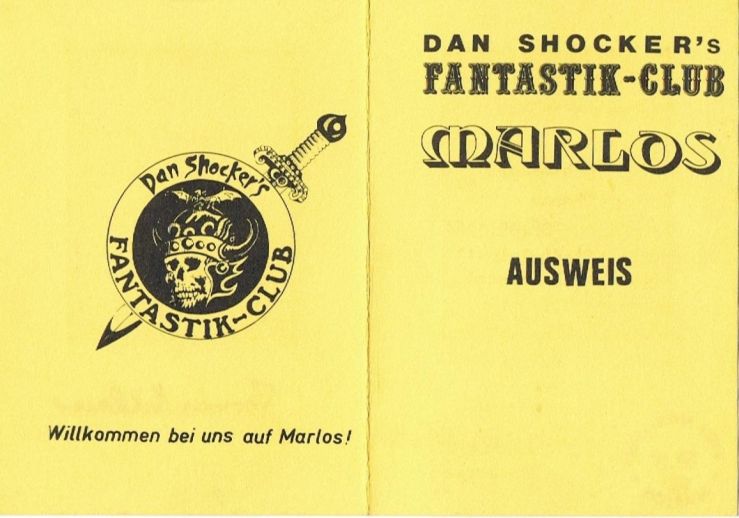 Dan Shocker's
FANTASTIK-CLUB
Willkommen bei uns auf Marlos!
DAN SHOCKER's
FANTASTIK-CLUB
MARLOS
AUSWEIS